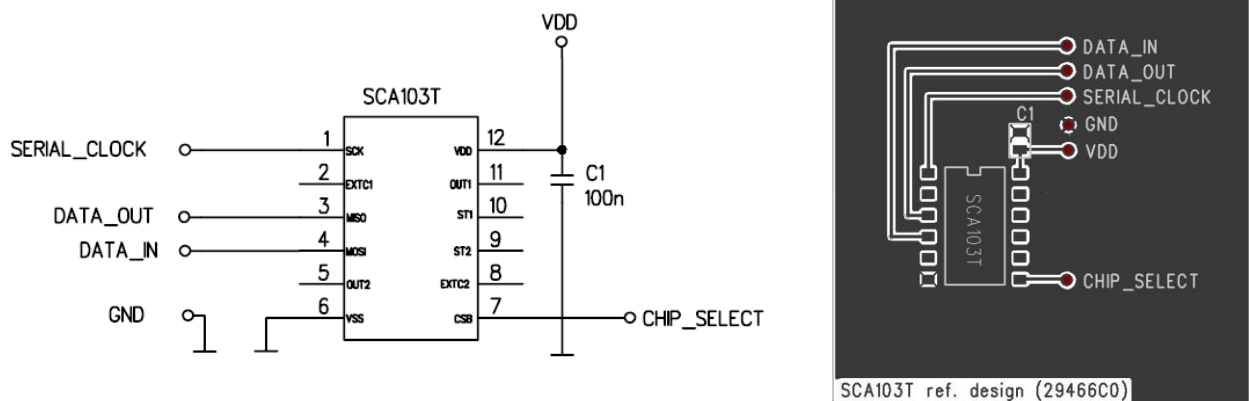 VDD
SCA103T
SERIAL_CLOCK 1 SCK VDD 12
2 EXTC1 OUT1 11
C1
100n
DATA_OUT 3 MISO ST1 10
DATA_IN 4 MOSI ST2 9
5 OUT2 EXTC2 8
GND 6 VSS CSB 7 CHIP_SELECT
DATA_IN
DATA_OUT
SERIAL_CLOCK
C1
GND
VDD
SCA103T
CHIP_SELECT
SCA103T ref. design (29466C0)